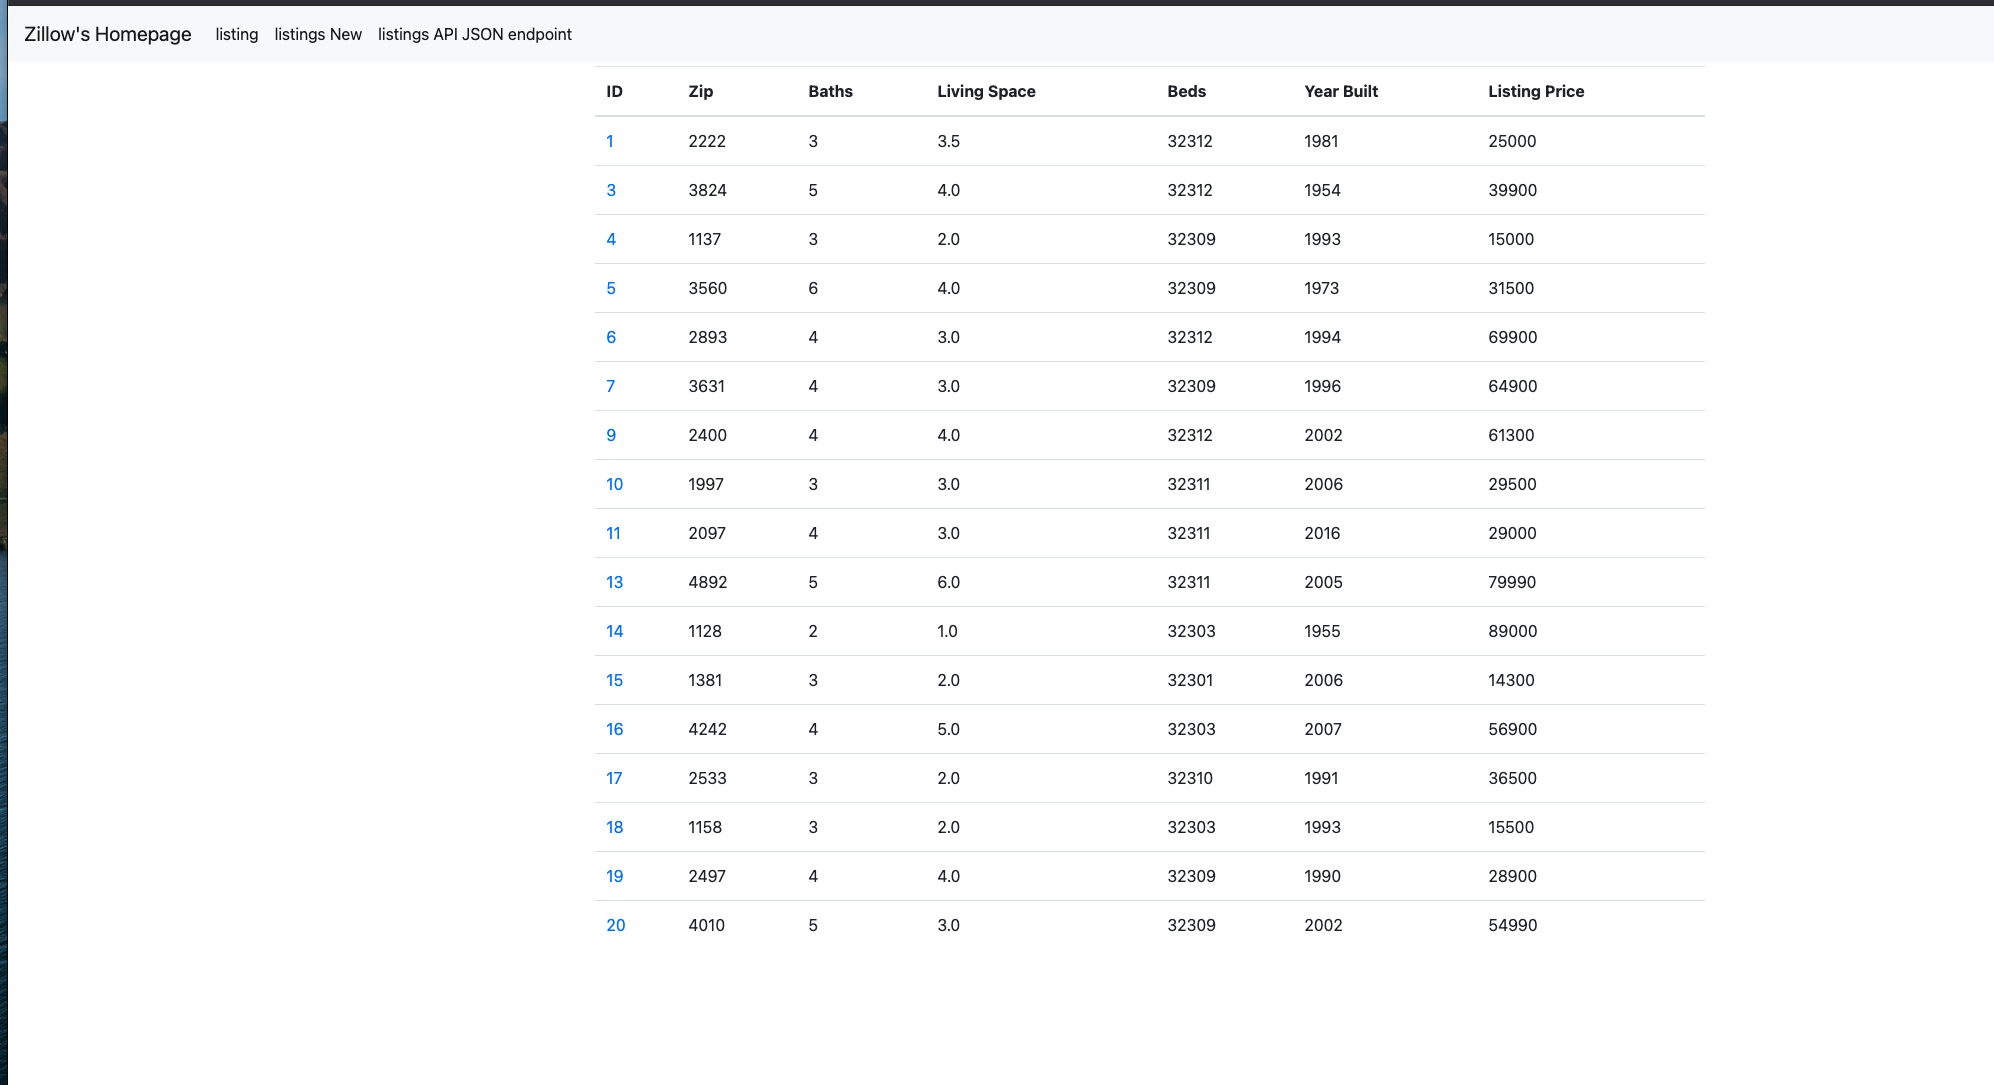 Zillow's Homepage listing listings New listings API JSON endpoint
ID Zip Baths Living Space Beds Year Built Listing Price
1 2222 3 3.5 32312 1981 25000
3 3824 5 4.0 32312 1954 39900
4 1137 3 2.0 32309 1993 15000
5 3560 6 4.0 32309 1973 31500
6 2893 4 3.0 32312 1994 69900
7 3631 4 3.0 32309 1996 64900
9 2400 4 4.0 32312 2002 61300
10 1997 3 3.0 32311 2006 29500
11 2097 4 3.0 32311 2016 29000
13 4892 5 6.0 32311 2005 79990
14 1128 2 1.0 32303 1955 89000
15 1381 3 2.0 32301 2006 14300
16 4242 4 5.0 32303 2007 56900
17 2533 3 2.0 32310 1991 36500
18 1158 3 2.0 32303 1993 15500
19 2497 4 4.0 32309 1990 28900
20 4010 5 3.0 32309 2002 54990